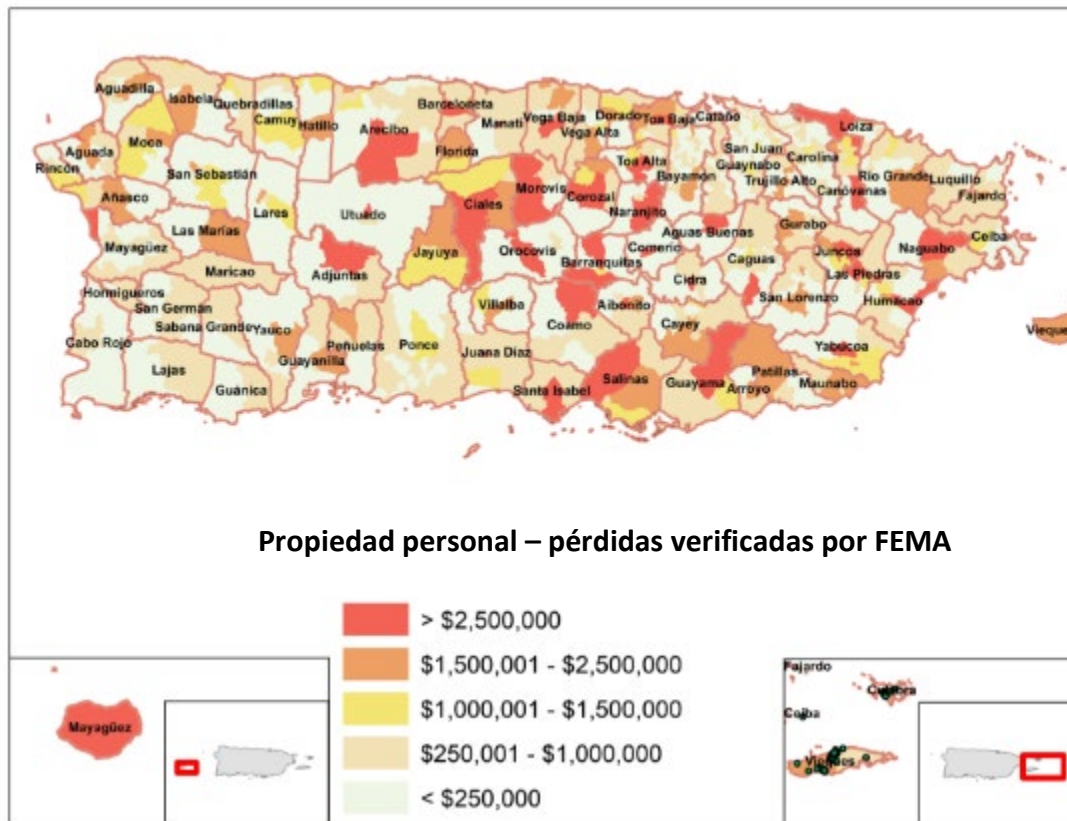 Aguadilla
Isabela
Quebradillas
Camuy
Hatillo
Arecibo
Barceloneta
Manatí
Vega Baja
Vega Alta
Dorado
Toa Baja
Cataño
San Juan
Guaynabo
Carolina
Trujillo Alto
Loiza
Canóvanas
Rio Grande
Luquillo
Fajardo
Ceiba
Rincón
Aguada
Moca
San Sebastián
Añasco
Las Marías
Lares
Utuado
Florida
Ciales
Morovis
Corozal
Toa Alta
Bayamón
Naranjito
Aguas Buenas
Comerío
Gurabo
Juncos
Naguabo
Mayagüez
Maricao
Adjuntas
Jayuya
Orocovis
Barranquitas
Cidra
Caguas
Las Piedras
San Lorenzo
Humacao
Hormigueros
San Germán
Sabana Grande
Yauco
Cabo Rojo
Lajas
Guánica
Guayanilla
Peñuelas
Ponce
Villalba
Juana Díaz
Coamo
Aibonito
Cayey
Yabucoa
Patillas
Maunabo
Santa Isabel
Salinas
Guayama
Arroyo
Vieques
Propiedad personal – pérdidas verificadas por FEMA
> $2,500,000
$1,500,001 - $2,500,000
$1,000,001 - $1,500,000
$250,001 - $1,000,000
< $250,000
Mayagüez
Fajardo
Culebra
Ceiba
Vieques